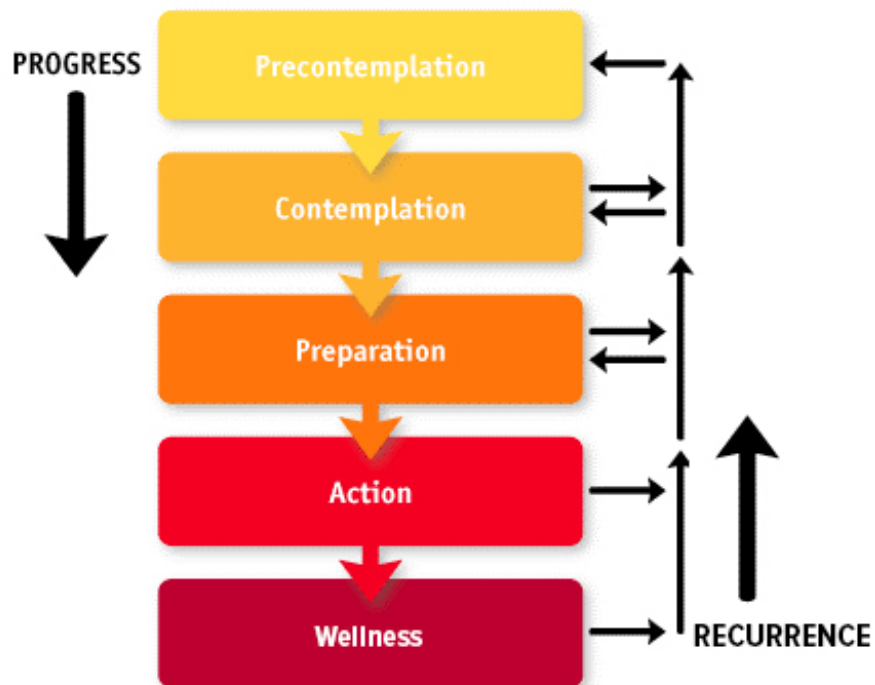 PROGRESS
Precontemplation
Contemplation
Preparation
Action
Wellness
RECURRENCE